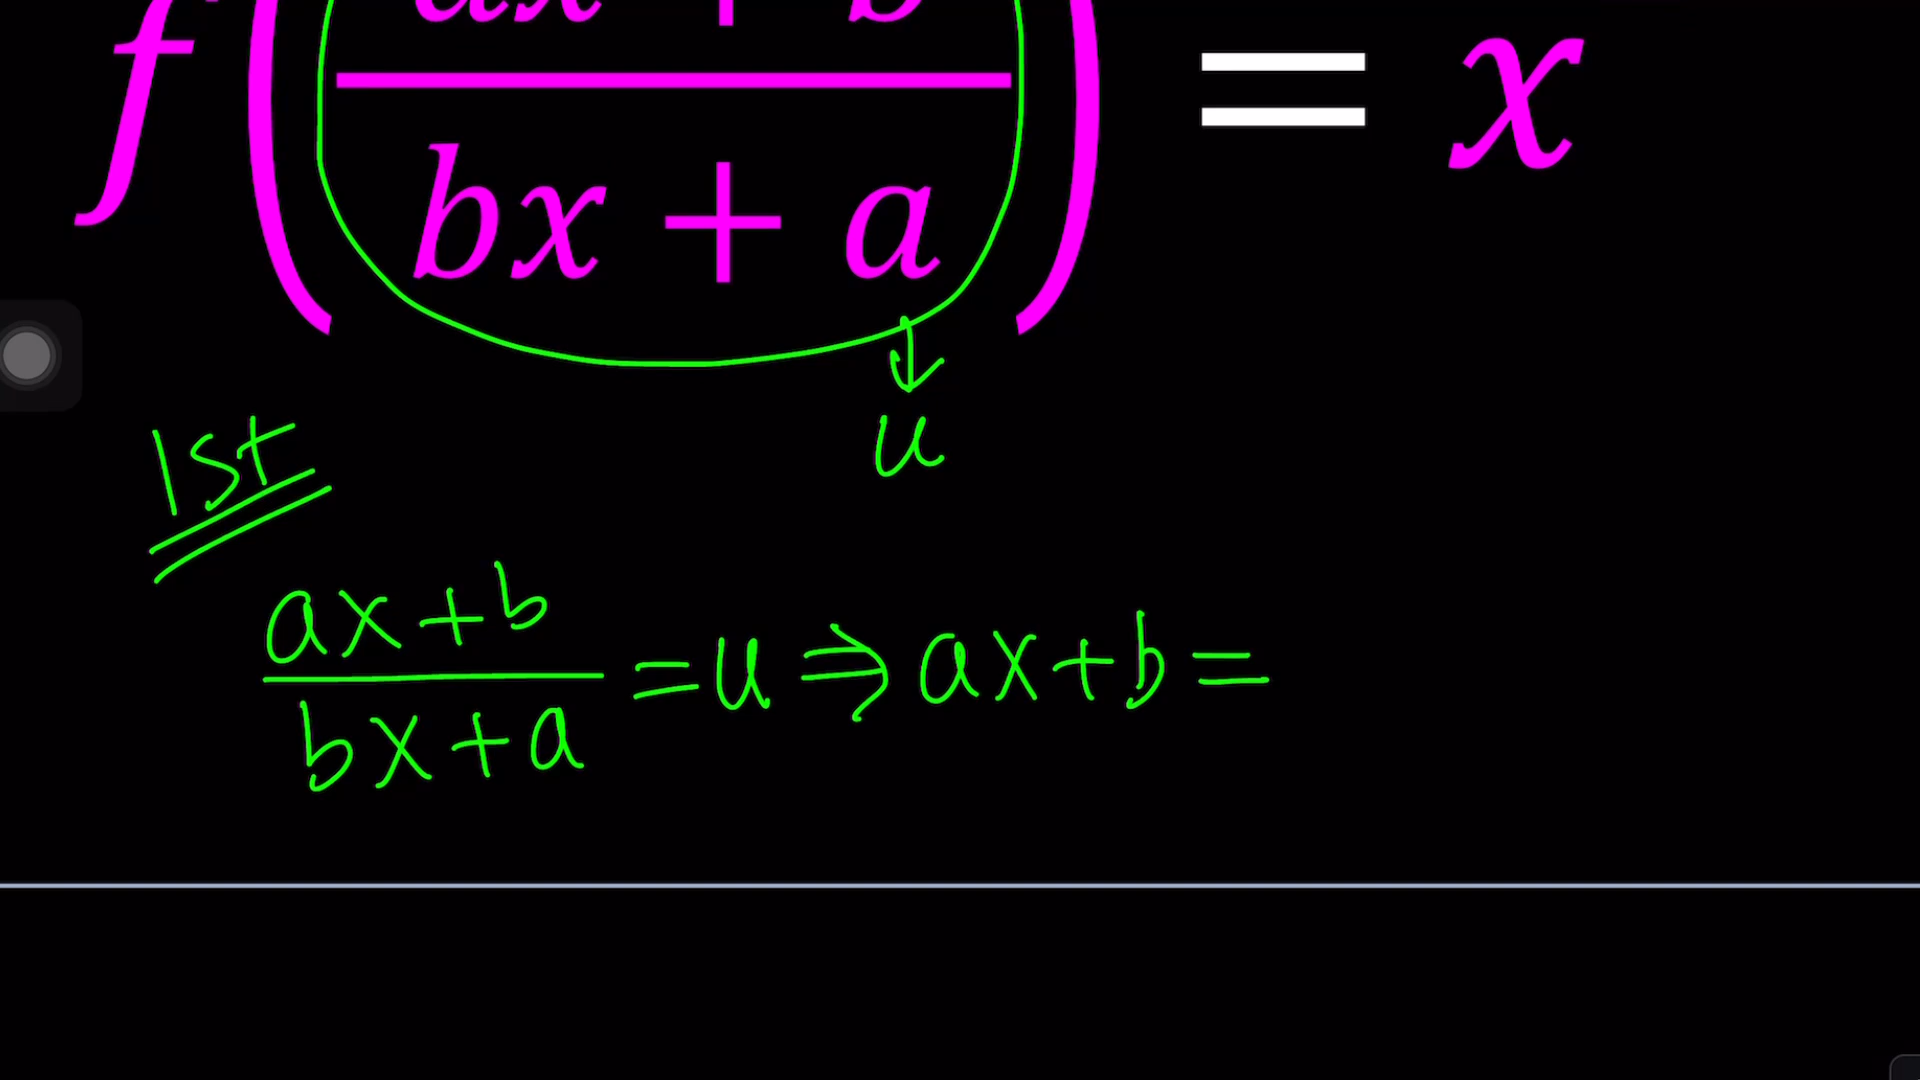 f(ax + b / bx + a) = x
u
1st
ax+b / bx+a = u ⇒ ax+b =